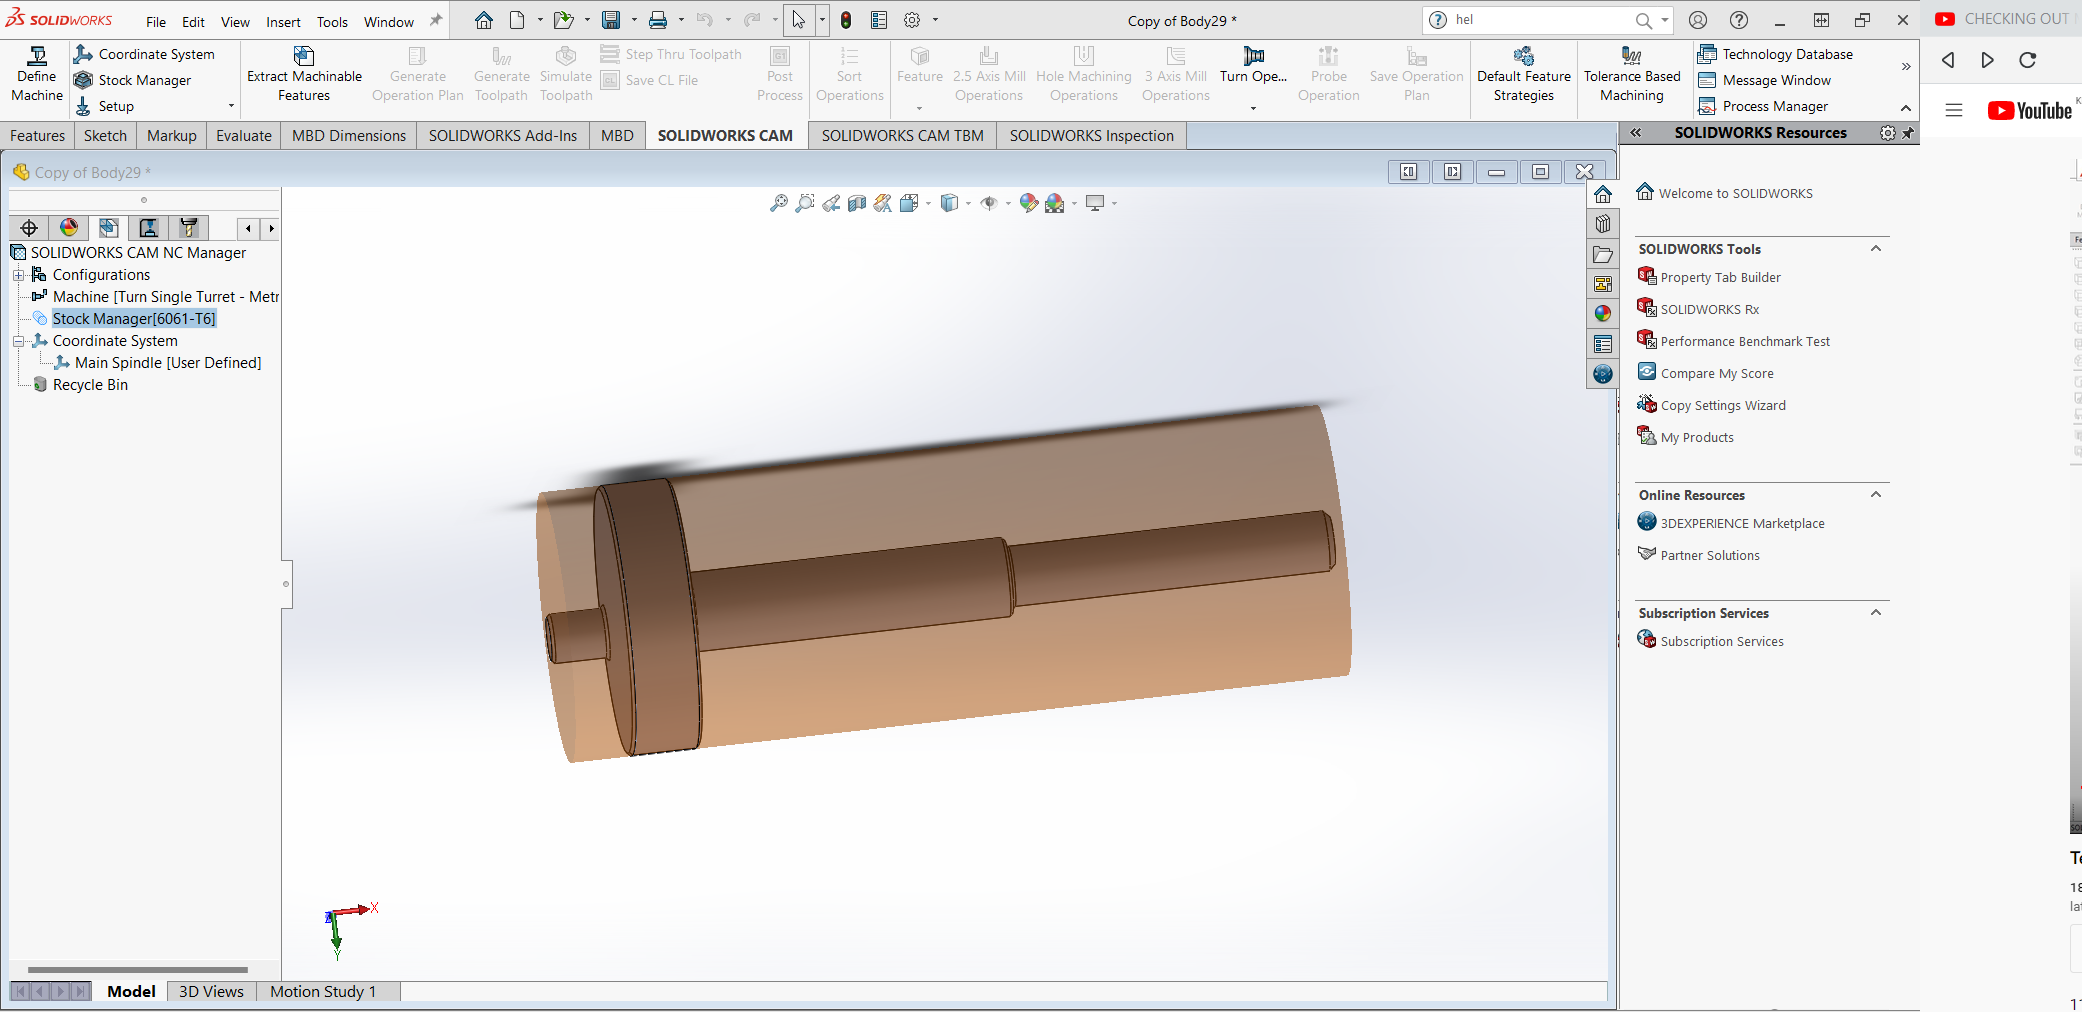 SOLIDWORKS File Edit View Insert Tools Window Copy of Body29 * hel CHECKING OUT
Define Machine
Coordinate System
Stock Manager
Setup
Extract Machinable Features
Generate Operation Plan
Generate Toolpath
Simulate Toolpath
Step Thru Toolpath
Save CL File
Post Process
Sort Operations
Feature
2.5 Axis Mill Operations
Hole Machining Operations
3 Axis Mill Operations
Turn Ope...
Probe Operation
Save Operation Plan
Default Feature Strategies
Tolerance Based Machining
Technology Database
Message Window
Process Manager
YouTube
Features Sketch Markup Evaluate MBD Dimensions SOLIDWORKS Add-Ins MBD SOLIDWORKS CAM SOLIDWORKS CAM TBM SOLIDWORKS Inspection
SOLIDWORKS Resources
Copy of Body29 *
SOLIDWORKS CAM NC Manager
Configurations
Machine [Turn Single Turret - Metr
Stock Manager[6061-T6]
Coordinate System
Main Spindle [User Defined]
Recycle Bin
Welcome to SOLIDWORKS
SOLIDWORKS Tools
Property Tab Builder
SOLIDWORKS Rx
Performance Benchmark Test
Compare My Score
Copy Settings Wizard
My Products
Online Resources
3DEXPERIENCE Marketplace
Partner Solutions
Subscription Services
Subscription Services
X
Y
Model 3D Views Motion Study 1